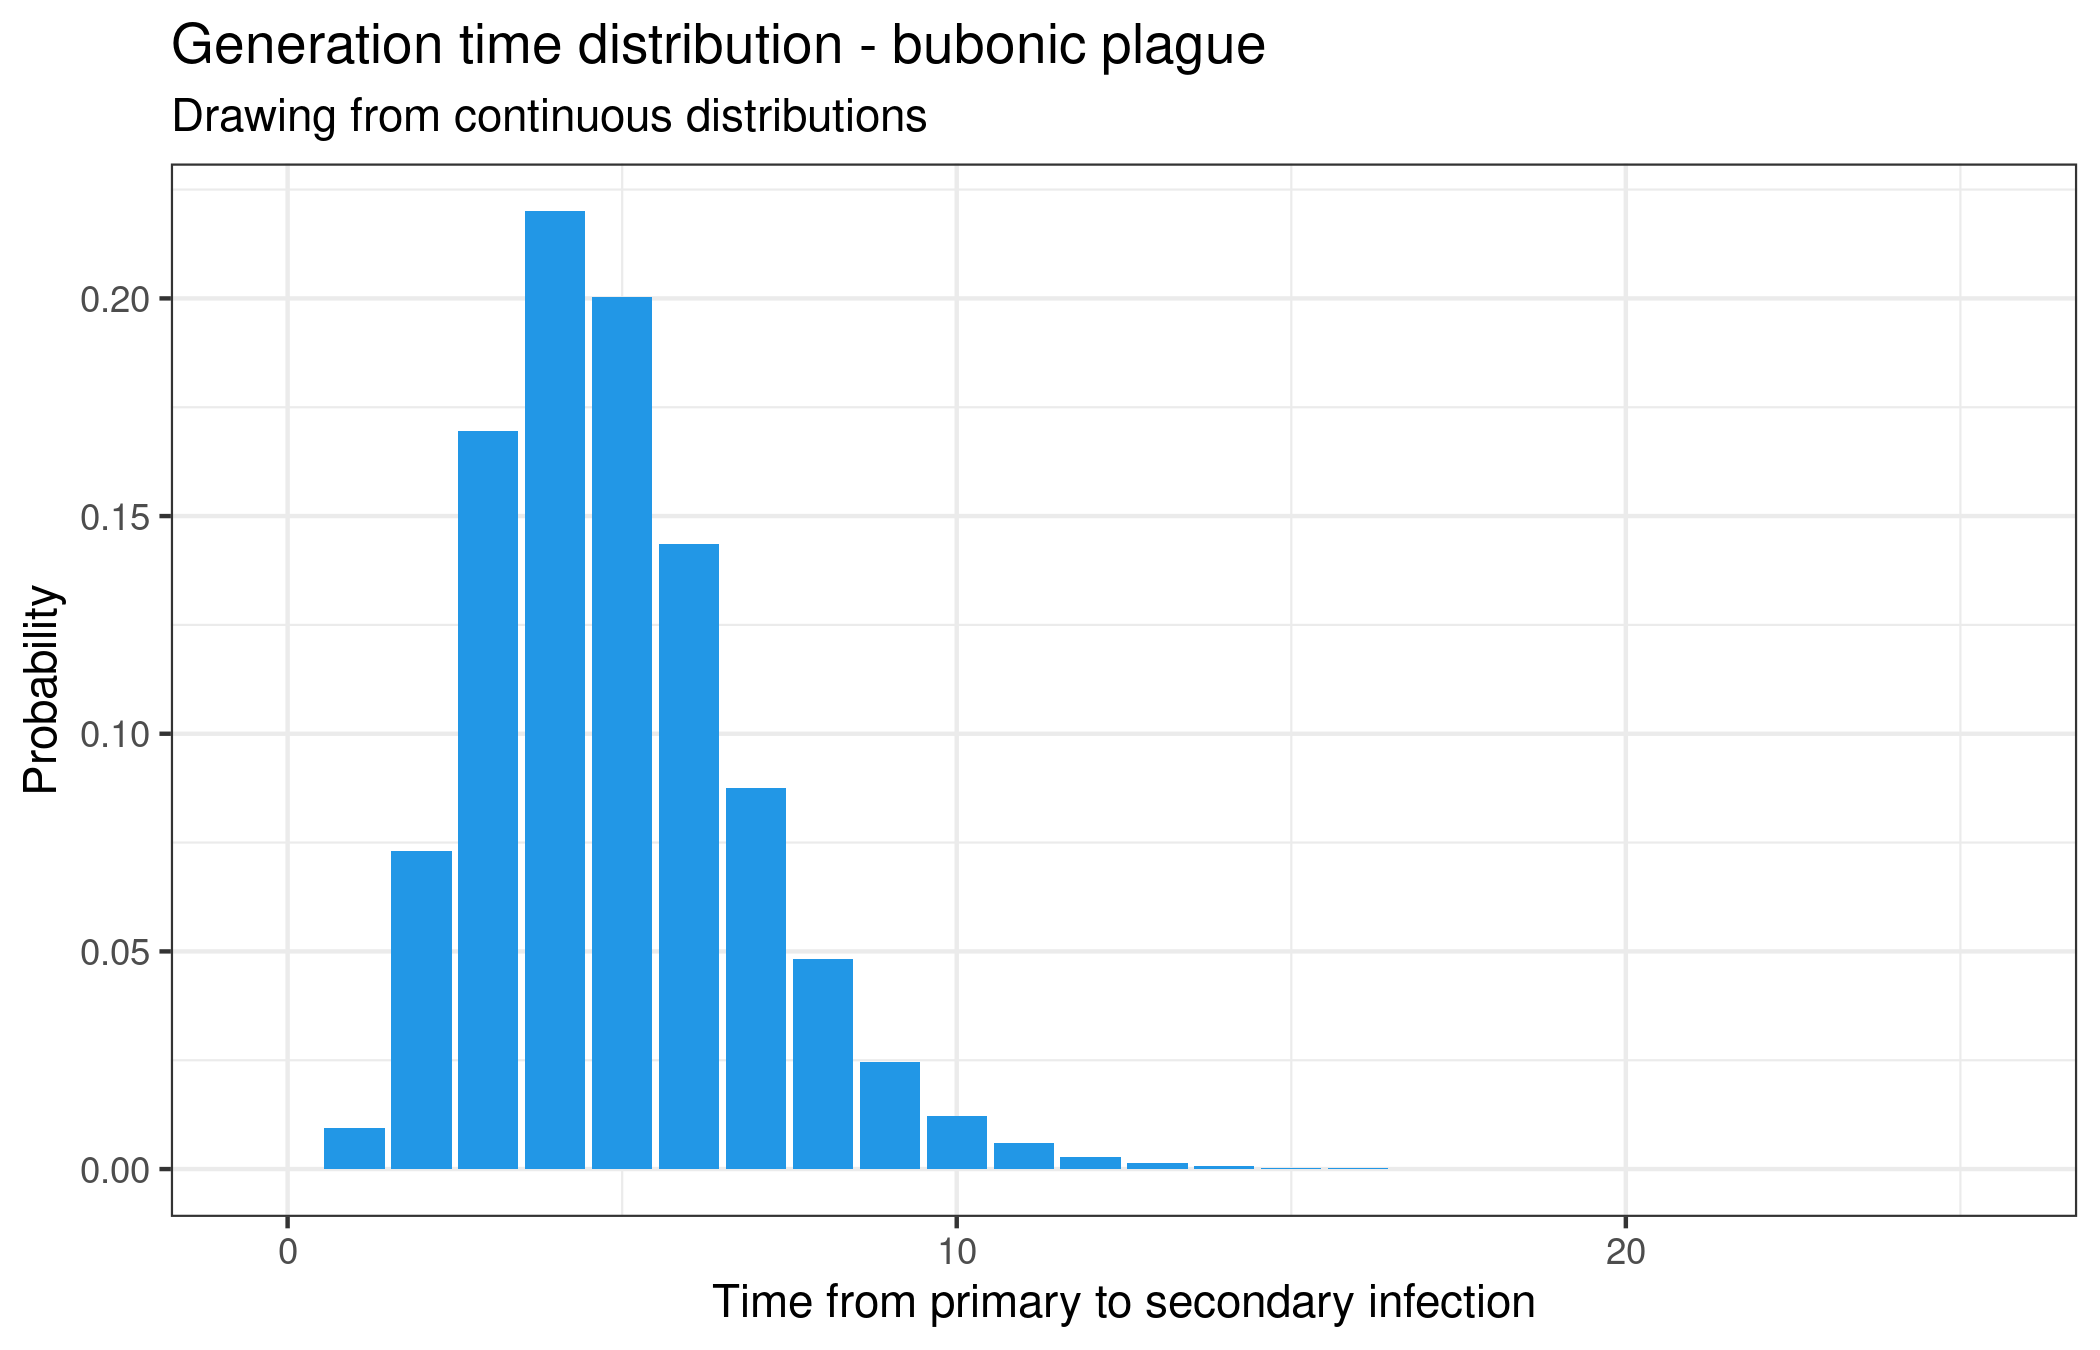 Generation time distribution - bubonic plague
Drawing from continuous distributions
Probability
0.20
0.15
0.10
0.05
0.00
0
10
20
Time from primary to secondary infection